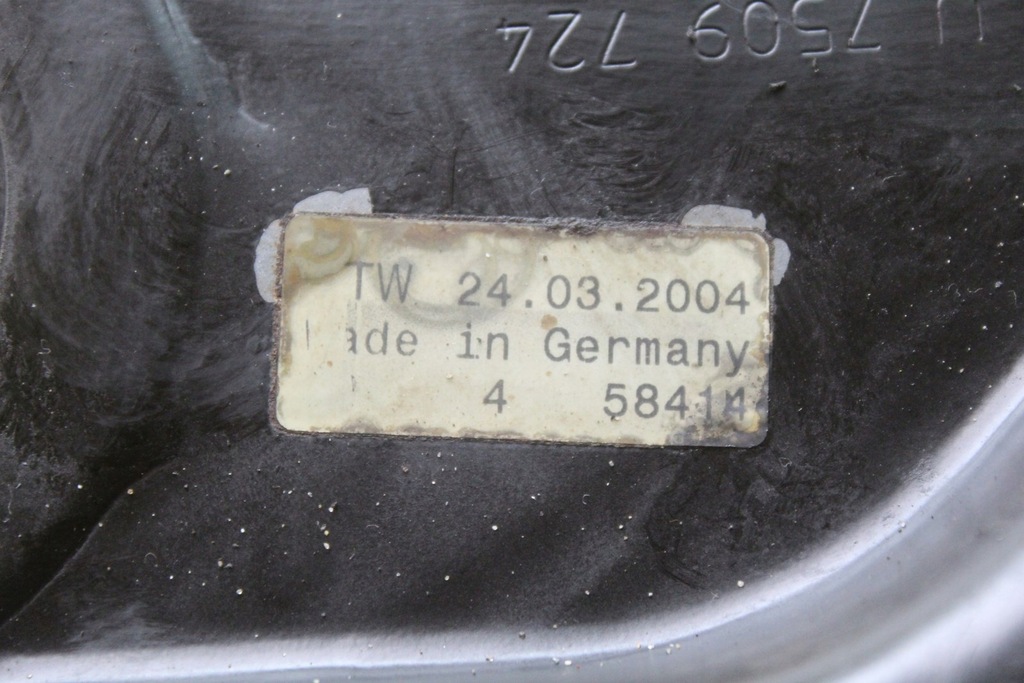 U 7509 724
TW 24.03.2004
ade in Germany
4 58414